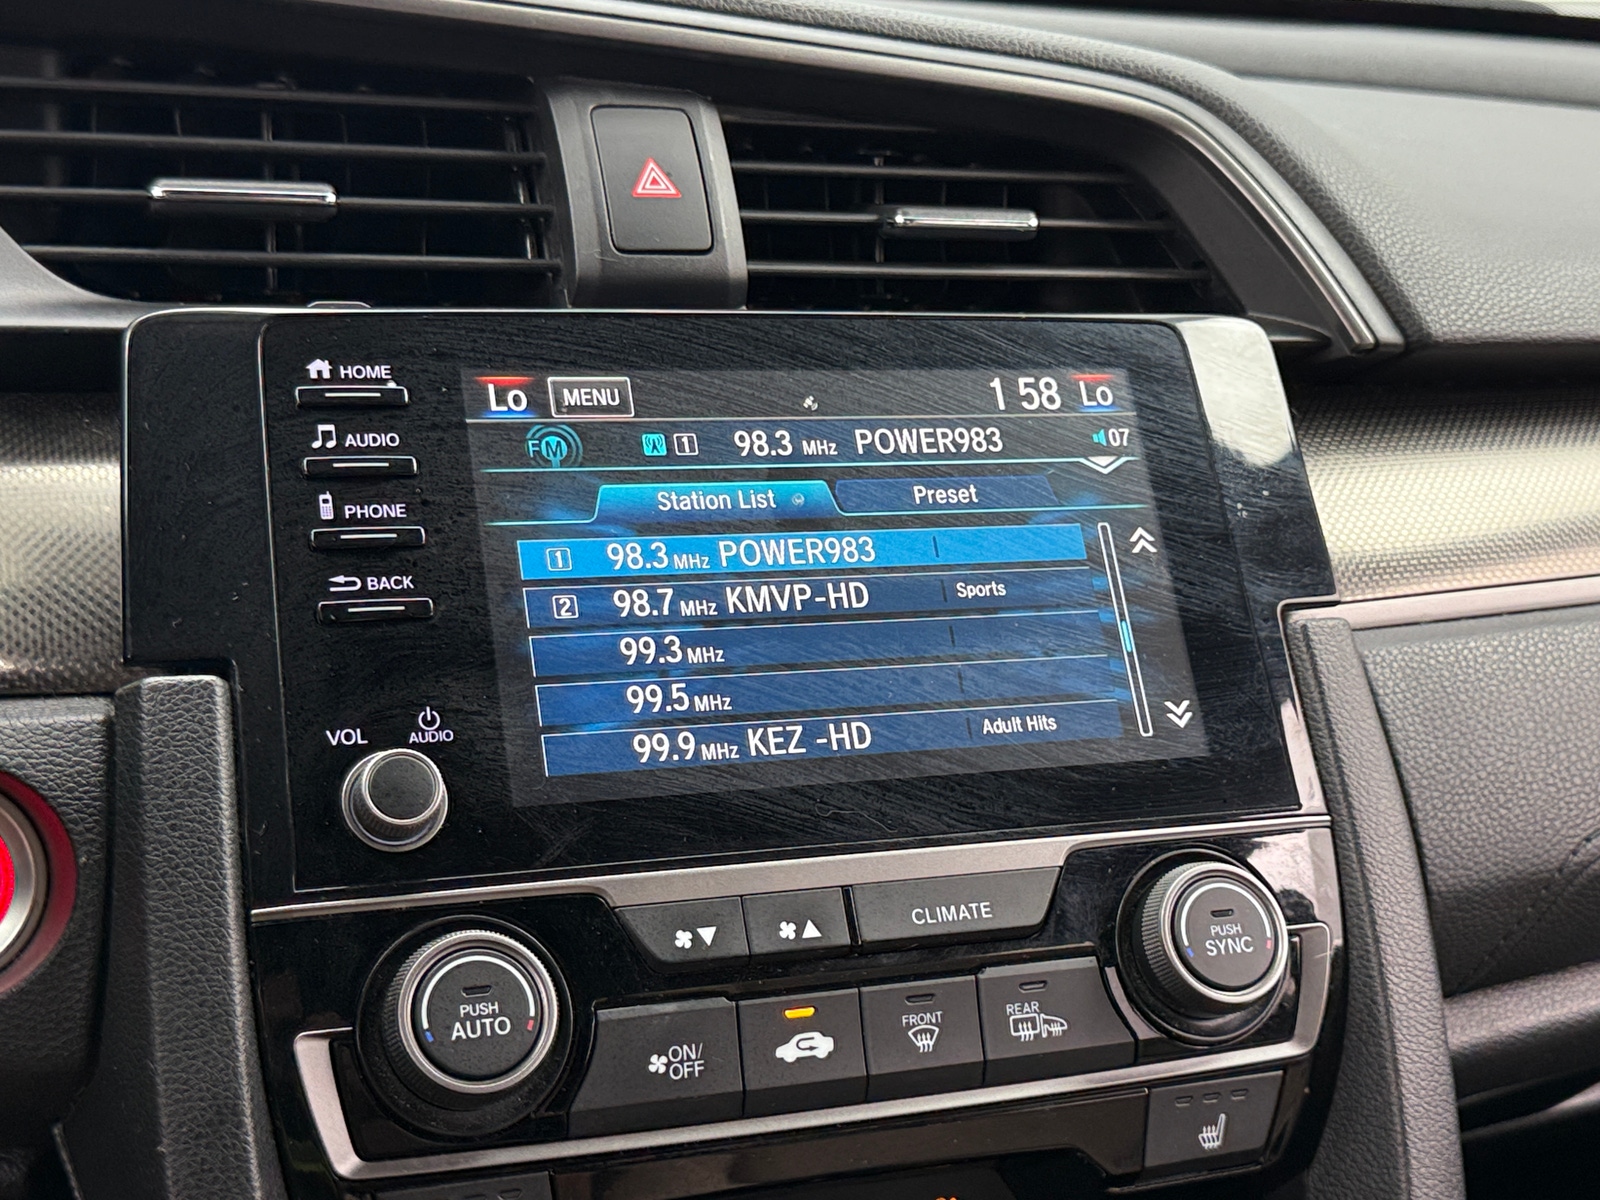 HOME
AUDIO
PHONE
BACK
VOL
AUDIO
Lo MENU 1 58 Lo
FM 1 98.3 MHz POWER983 07
Station List Preset
1 98.3 MHz POWER983
2 98.7 MHz KMVP-HD Sports
99.3 MHz
99.5 MHz
99.9 MHz KEZ -HD Adult Hits
CLIMATE
PUSH
AUTO
ON/
OFF
FRONT
REAR
PUSH
SYNC